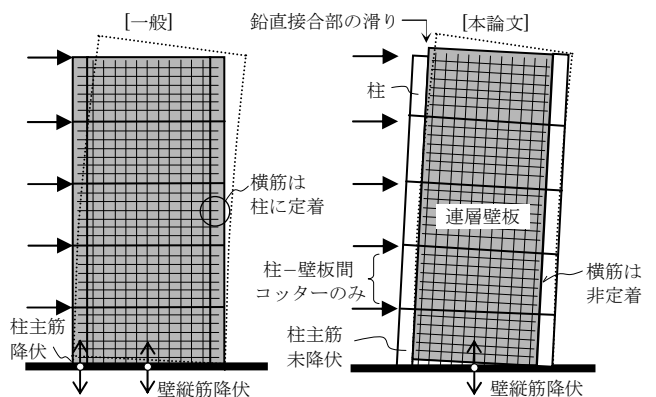 [一般]
鉛直接合部の滑り
[本論文]
柱
横筋は
柱に定着
連層壁板
柱−壁板間
コッターのみ
横筋は
非定着
柱主筋
降伏
柱主筋
未降伏
壁縦筋降伏
壁縦筋降伏